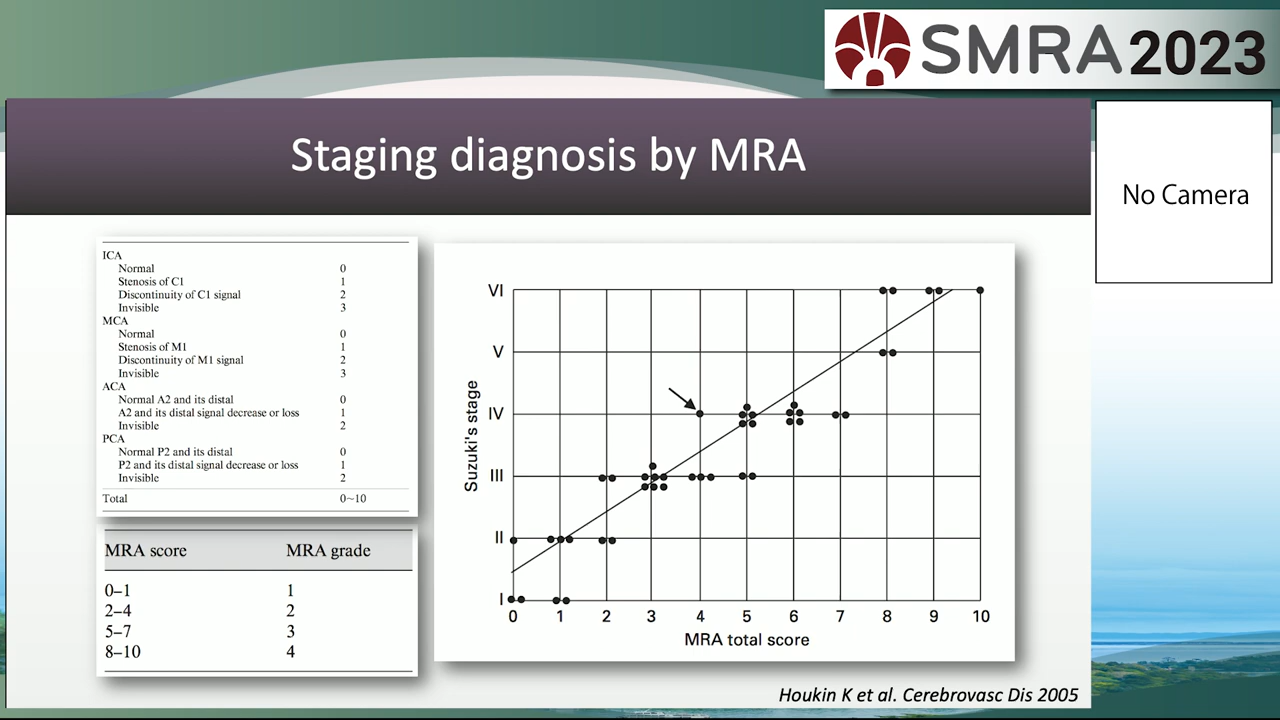 SMRA 2023
Staging diagnosis by MRA
No Camera
ICA
Normal 0
Stenosis of C1 1
Discontinuity of C1 signal 2
Invisible 3
MCA
Normal 0
Stenosis of M1 1
Discontinuity of M1 signal 2
Invisible 3
ACA
Normal A2 and its distal 0
A2 and its distal signal decrease or loss 1
Invisible 2
PCA
Normal P2 and its distal 0
P2 and its distal signal decrease or loss 1
Invisible 2
Total 0~10
MRA score MRA grade
0–1 1
2–4 2
5–7 3
8–10 4
Suzuki's stage
VI
V
IV
III
II
I
0 1 2 3 4 5 6 7 8 9 10
MRA total score
Houkin K et al. Cerebrovasc Dis 2005